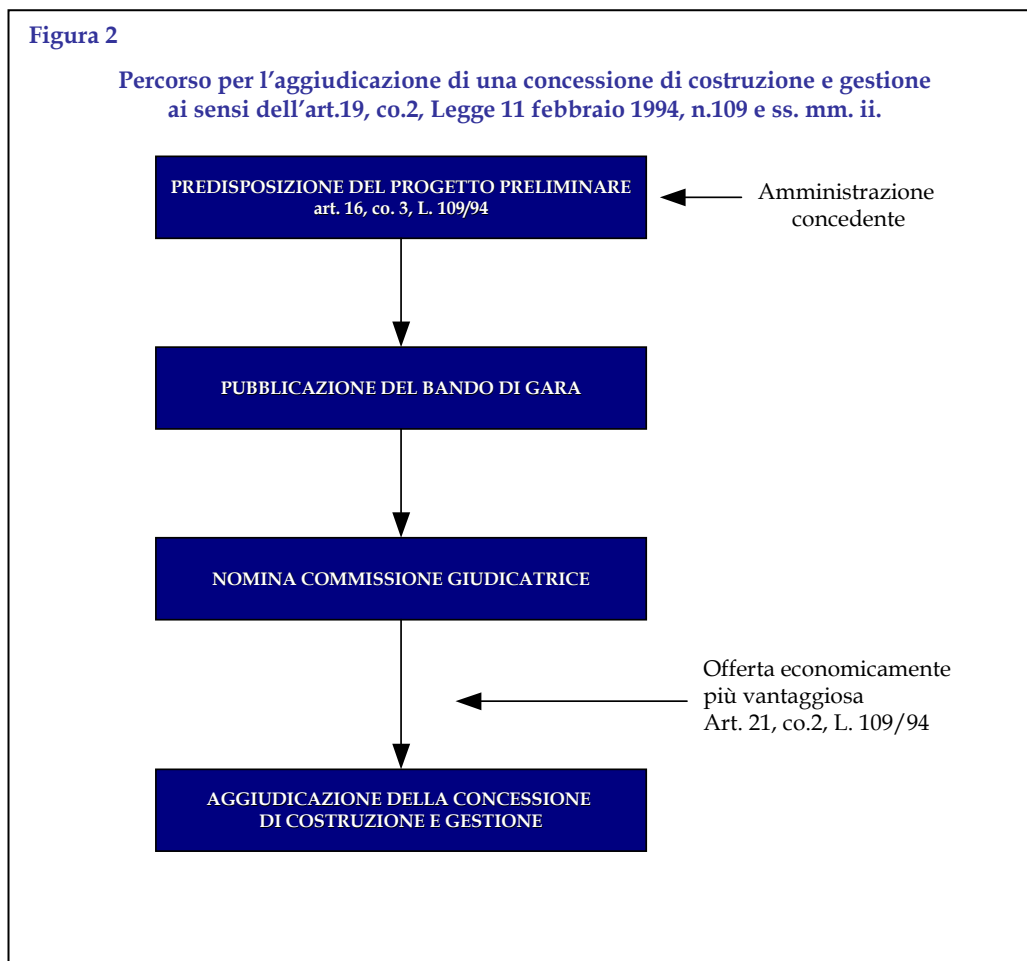 Figura 2
Percorso per l'aggiudicazione di una concessione di costruzione e gestione
ai sensi dell'art.19, co.2, Legge 11 febbraio 1994, n.109 e ss. mm. ii.
PREDISPOSIZIONE DEL PROGETTO PRELIMINARE
art. 16, co. 3, L. 109/94
Amministrazione
concedente
PUBBLICAZIONE DEL BANDO DI GARA
NOMINA COMMISSIONE GIUDICATRICE
Offerta economicamente
più vantaggiosa
Art. 21, co.2, L. 109/94
AGGIUDICAZIONE DELLA CONCESSIONE
DI COSTRUZIONE E GESTIONE